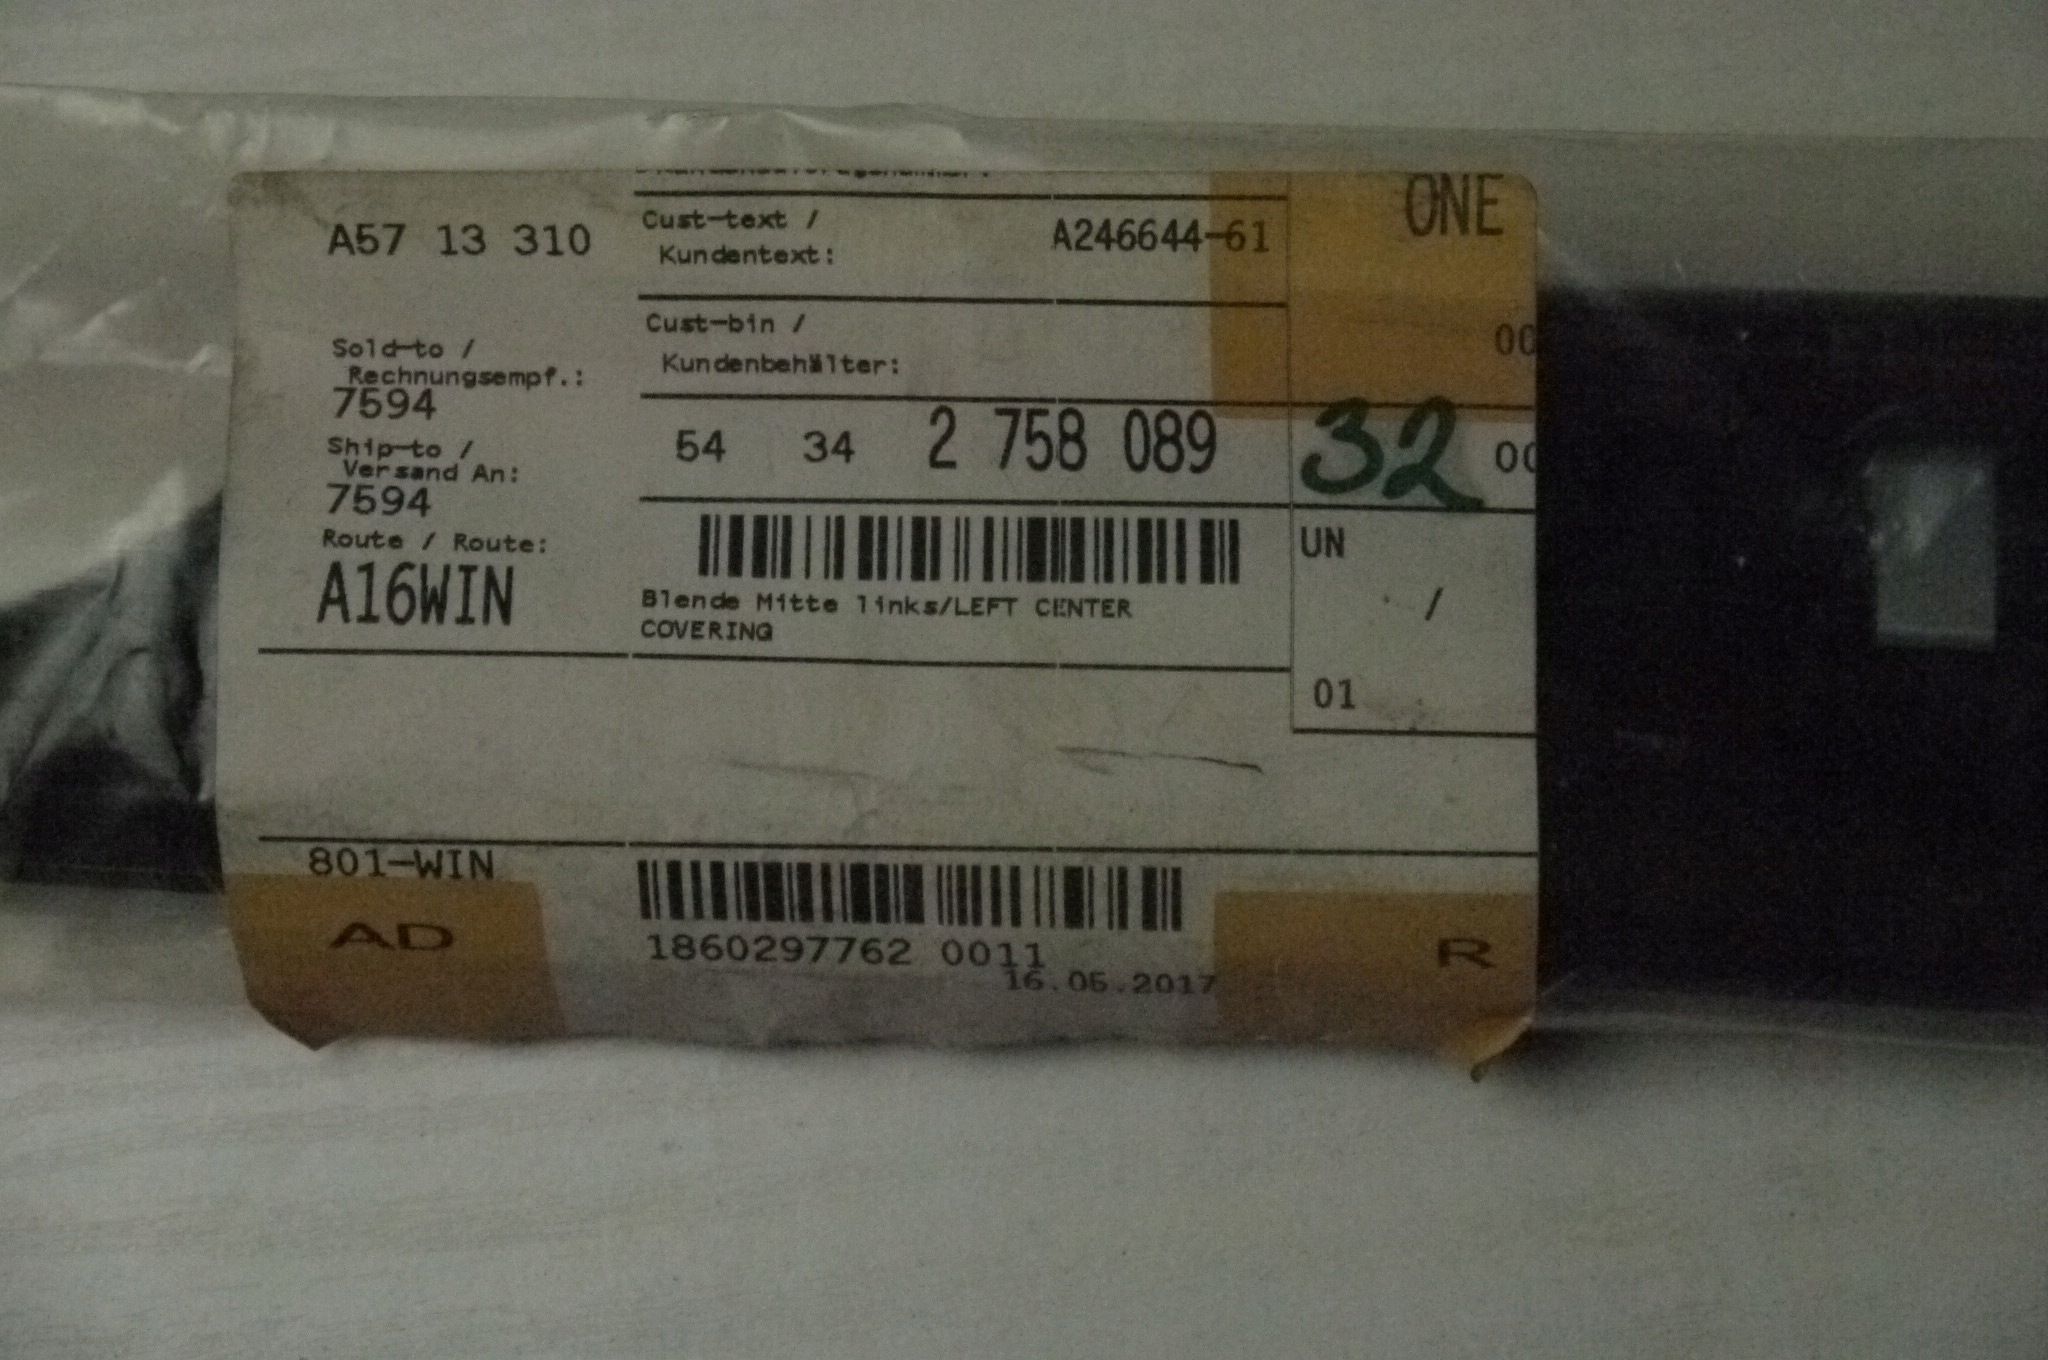 A57 13 310
Sold-to /
Rechnungsempf.:
7594
Ship-to /
Versand An:
7594
Route / Route:
A16WIN
Cust-text /
Kundentext:
A246644-61
Cust-bin /
Kundenbehälter:
54 34 2 758 089
Blende Mitte links/LEFT CENTER
COVERING
ONE
00
32
00
UN
/
01
801-WIN
AD
1860297762 0011
16.05.2017
R